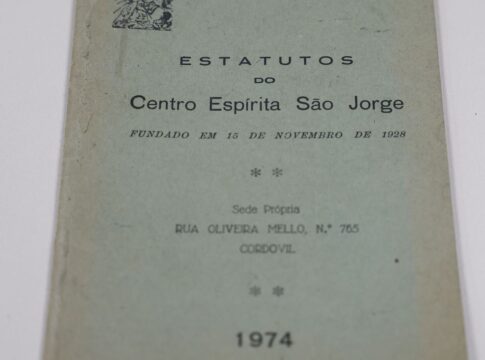 ESTATUTOS
DO
Centro Espírita São Jorge
FUNDADO EM 15 DE NOVEMBRO DE 1928
* *
Sede Própria
RUA OLIVEIRA MELLO, N.º 765
CORDOVIL
* *
1974